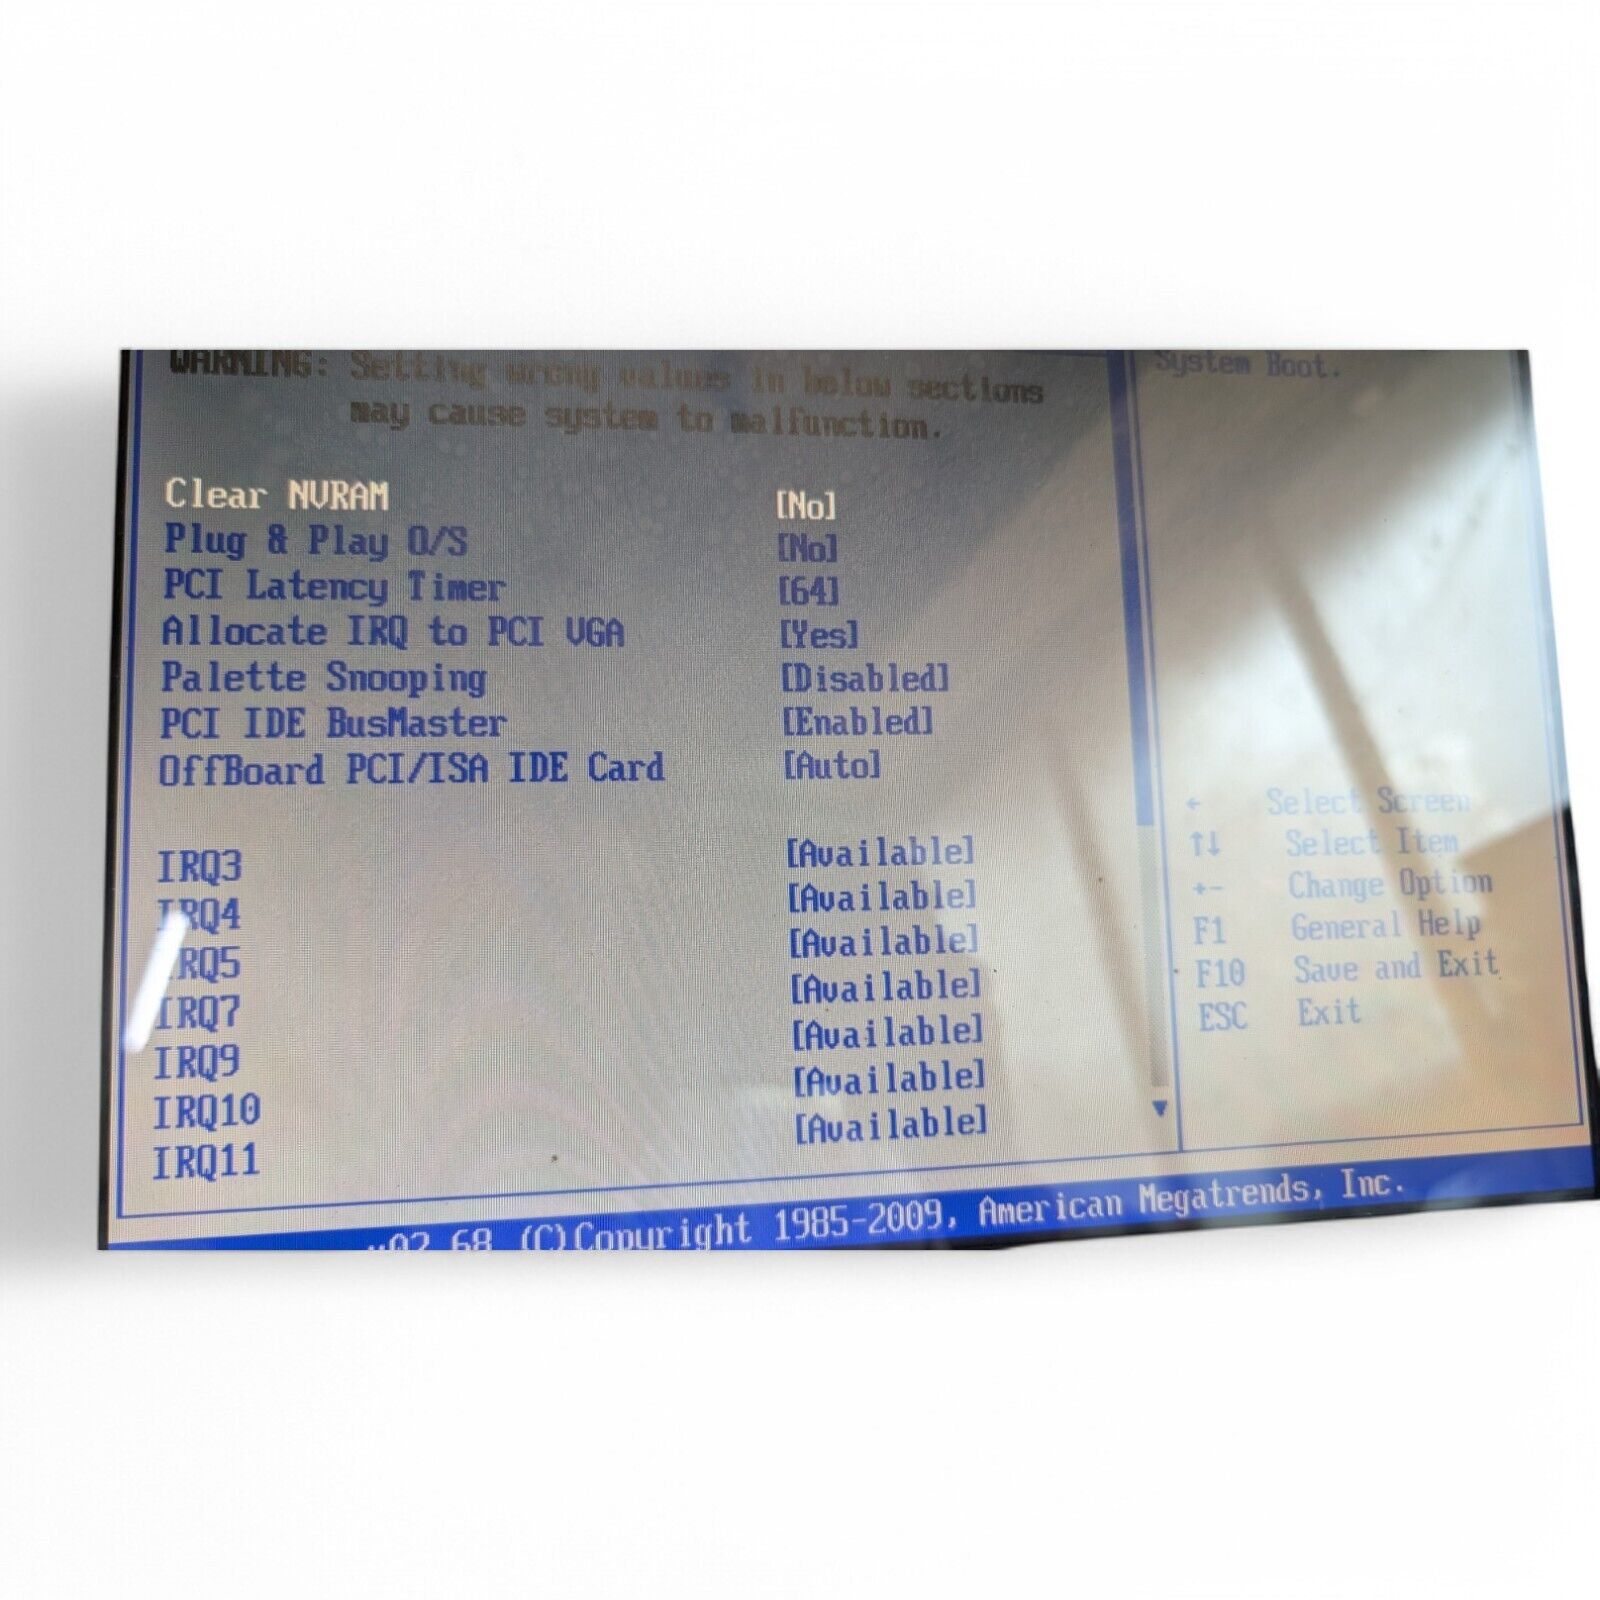 WARNING: Setting wrong values in below sections
may cause system to malfunction.
Clear NVRAM [No]
Plug & Play O/S [No]
PCI Latency Timer [64]
Allocate IRQ to PCI VGA [Yes]
Palette Snooping [Disabled]
PCI IDE BusMaster [Enabled]
OffBoard PCI/ISA IDE Card [Auto]
IRQ3 [Available]
IRQ4 [Available]
IRQ5 [Available]
IRQ7 [Available]
IRQ9 [Available]
IRQ10 [Available]
IRQ11 [Available]
System Boot.
← Select Screen
↑↓ Select Item
+- Change Option
F1 General Help
F10 Save and Exit
ESC Exit
v02.68 (C)Copyright 1985-2009, American Megatrends, Inc.